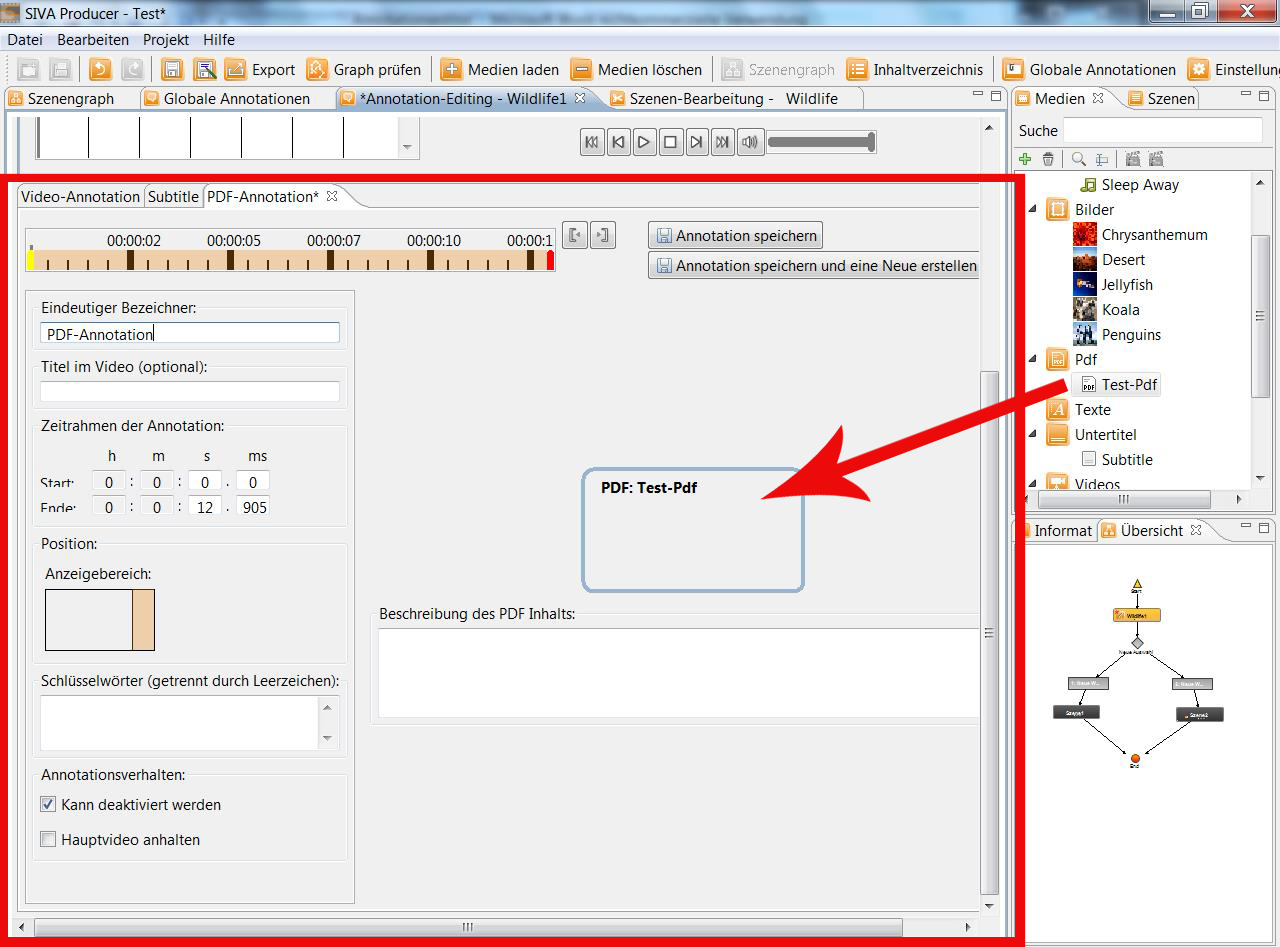 SIVA Producer - Test*
Datei Bearbeiten Projekt Hilfe
Export Graph prüfen Medien laden Medien löschen Szenengraph Inhaltverzeichnis Globale Annotationen Einstellun
Szenengraph Globale Annotationen *Annotation-Editing - Wildlife1 Szenen-Bearbeitung - Wildlife
Video-Annotation Subtitle PDF-Annotation*
00:00:02 00:00:05 00:00:07 00:00:10 00:00:1
Annotation speichern
Annotation speichern und eine Neue erstellen
Eindeutiger Bezeichner:
PDF-Annotation
Titel im Video (optional):
Zeitrahmen der Annotation:
h m s ms
Start: 0 : 0 : 0 . 0
Ende: 0 : 0 : 12 . 905
Position:
Anzeigebereich:
Schlüsselwörter (getrennt durch Leerzeichen):
Annotationsverhalten:
Kann deaktiviert werden
Hauptvideo anhalten
PDF: Test-Pdf
Beschreibung des PDF Inhalts:
Medien Szenen
Suche
Sleep Away
Bilder
Chrysanthemum
Desert
Jellyfish
Koala
Penguins
Pdf
Test-Pdf
Texte
Untertitel
Subtitle
Videos
Informat Übersicht
Start
Wildlife1
Neue Auswahl
Szene1
Szene2
End